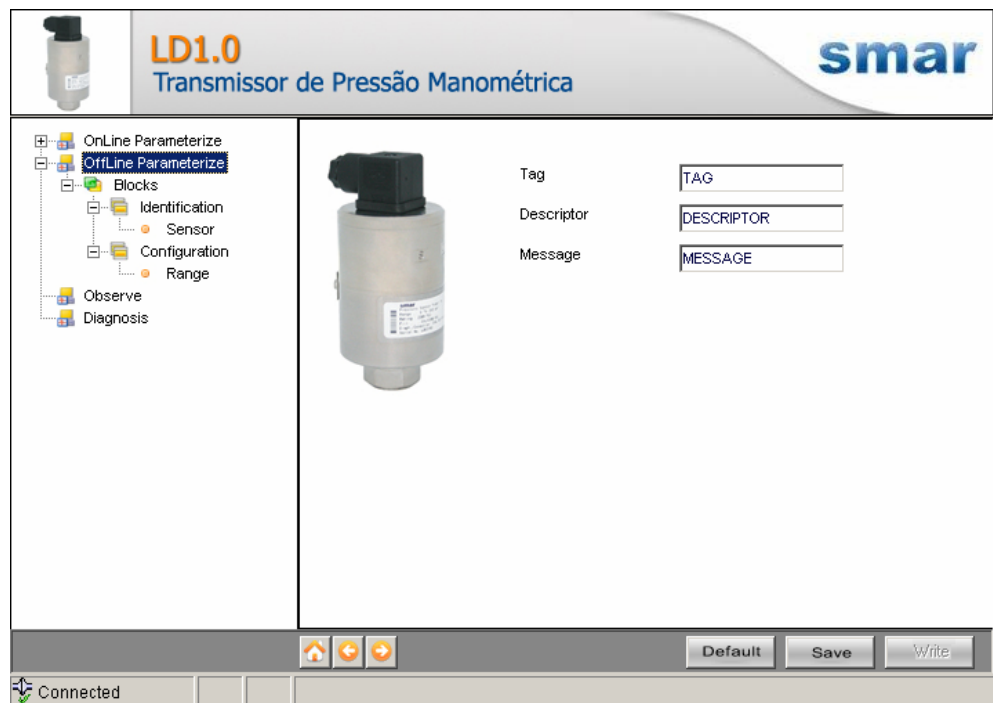 LD1.0
Transmissor de Pressão Manométrica
smar
OnLine Parameterize
OffLine Parameterize
Blocks
Identification
Sensor
Configuration
Range
Observe
Diagnosis
Tag
TAG
Descriptor
DESCRIPTOR
Message
MESSAGE
smar
Default
Save
Write
Connected